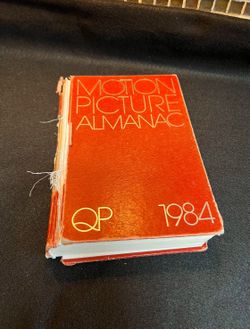 MOTION
PICTURE
ALMANAC
QP 1984